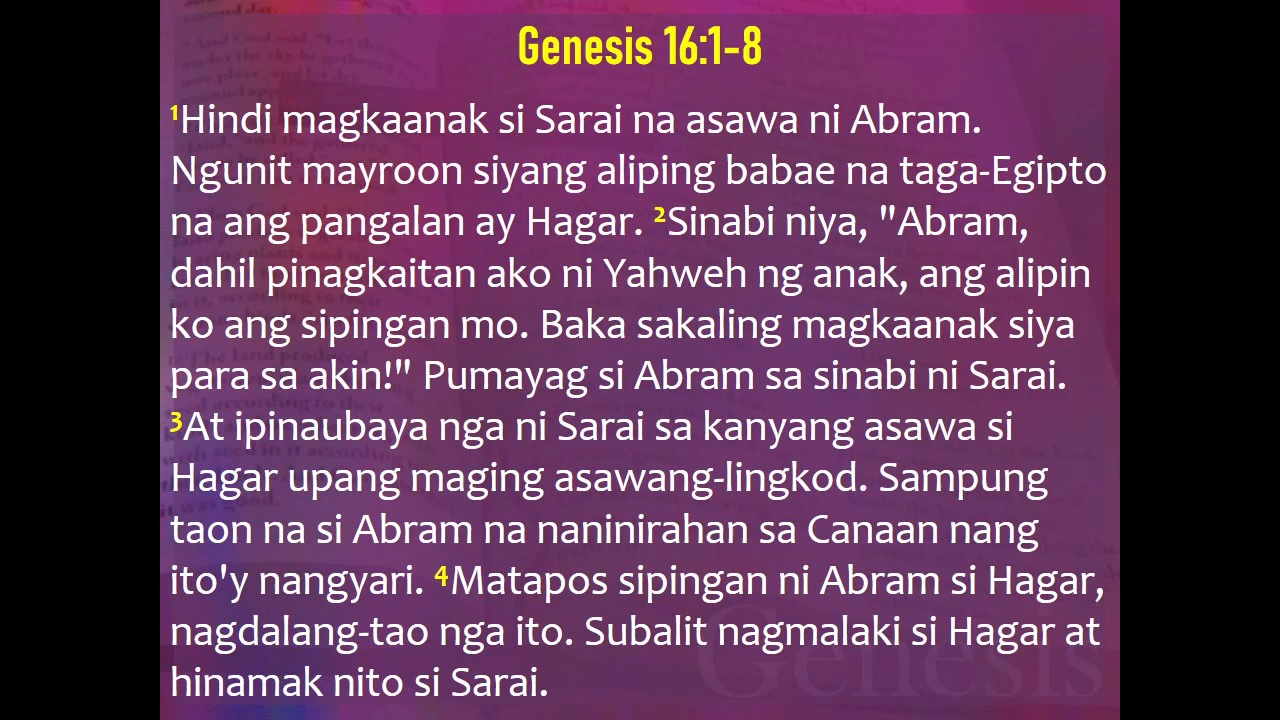 Genesis 16:1-8
¹Hindi magkaanak si Sarai na asawa ni Abram.
Ngunit mayroon siyang aliping babae na taga-Egipto
na ang pangalan ay Hagar. ²Sinabi niya, "Abram,
dahil pinagkaitan ako ni Yahweh ng anak, ang alipin
ko ang sipingan mo. Baka sakaling magkaanak siya
para sa akin!" Pumayag si Abram sa sinabi ni Sarai.
³At ipinaubaya nga ni Sarai sa kanyang asawa si
Hagar upang maging asawang-lingkod. Sampung
taon na si Abram na naninirahan sa Canaan nang
ito'y nangyari. ⁴Matapos sipingan ni Abram si Hagar,
nagdalang-tao nga ito. Subalit nagmalaki si Hagar at
hinamak nito si Sarai.
Genesis